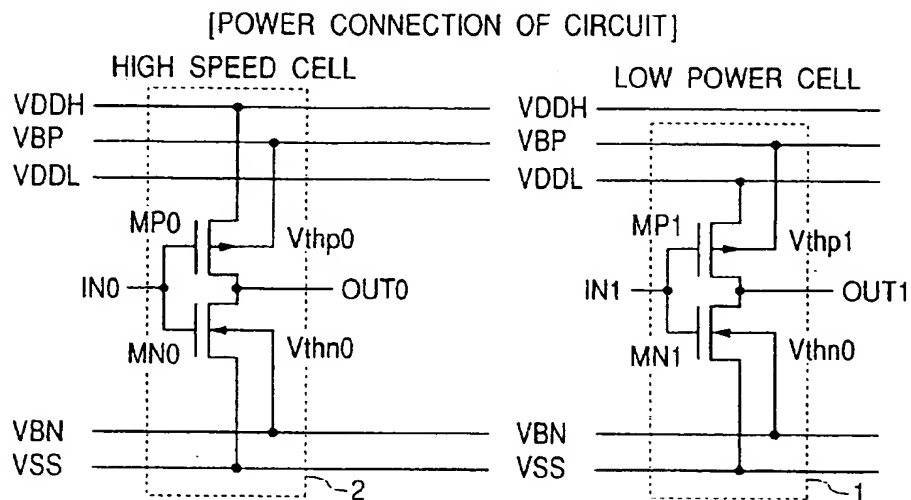 [POWER CONNECTION OF CIRCUIT]
HIGH SPEED CELL
VDDH
VBP
VDDL
MP0
Vthp0
IN0
OUT0
MN0
Vthn0
VBN
VSS
2
LOW POWER CELL
VDDH
VBP
VDDL
MP1
Vthp1
IN1
OUT1
MN1
Vthn0
VBN
VSS
1